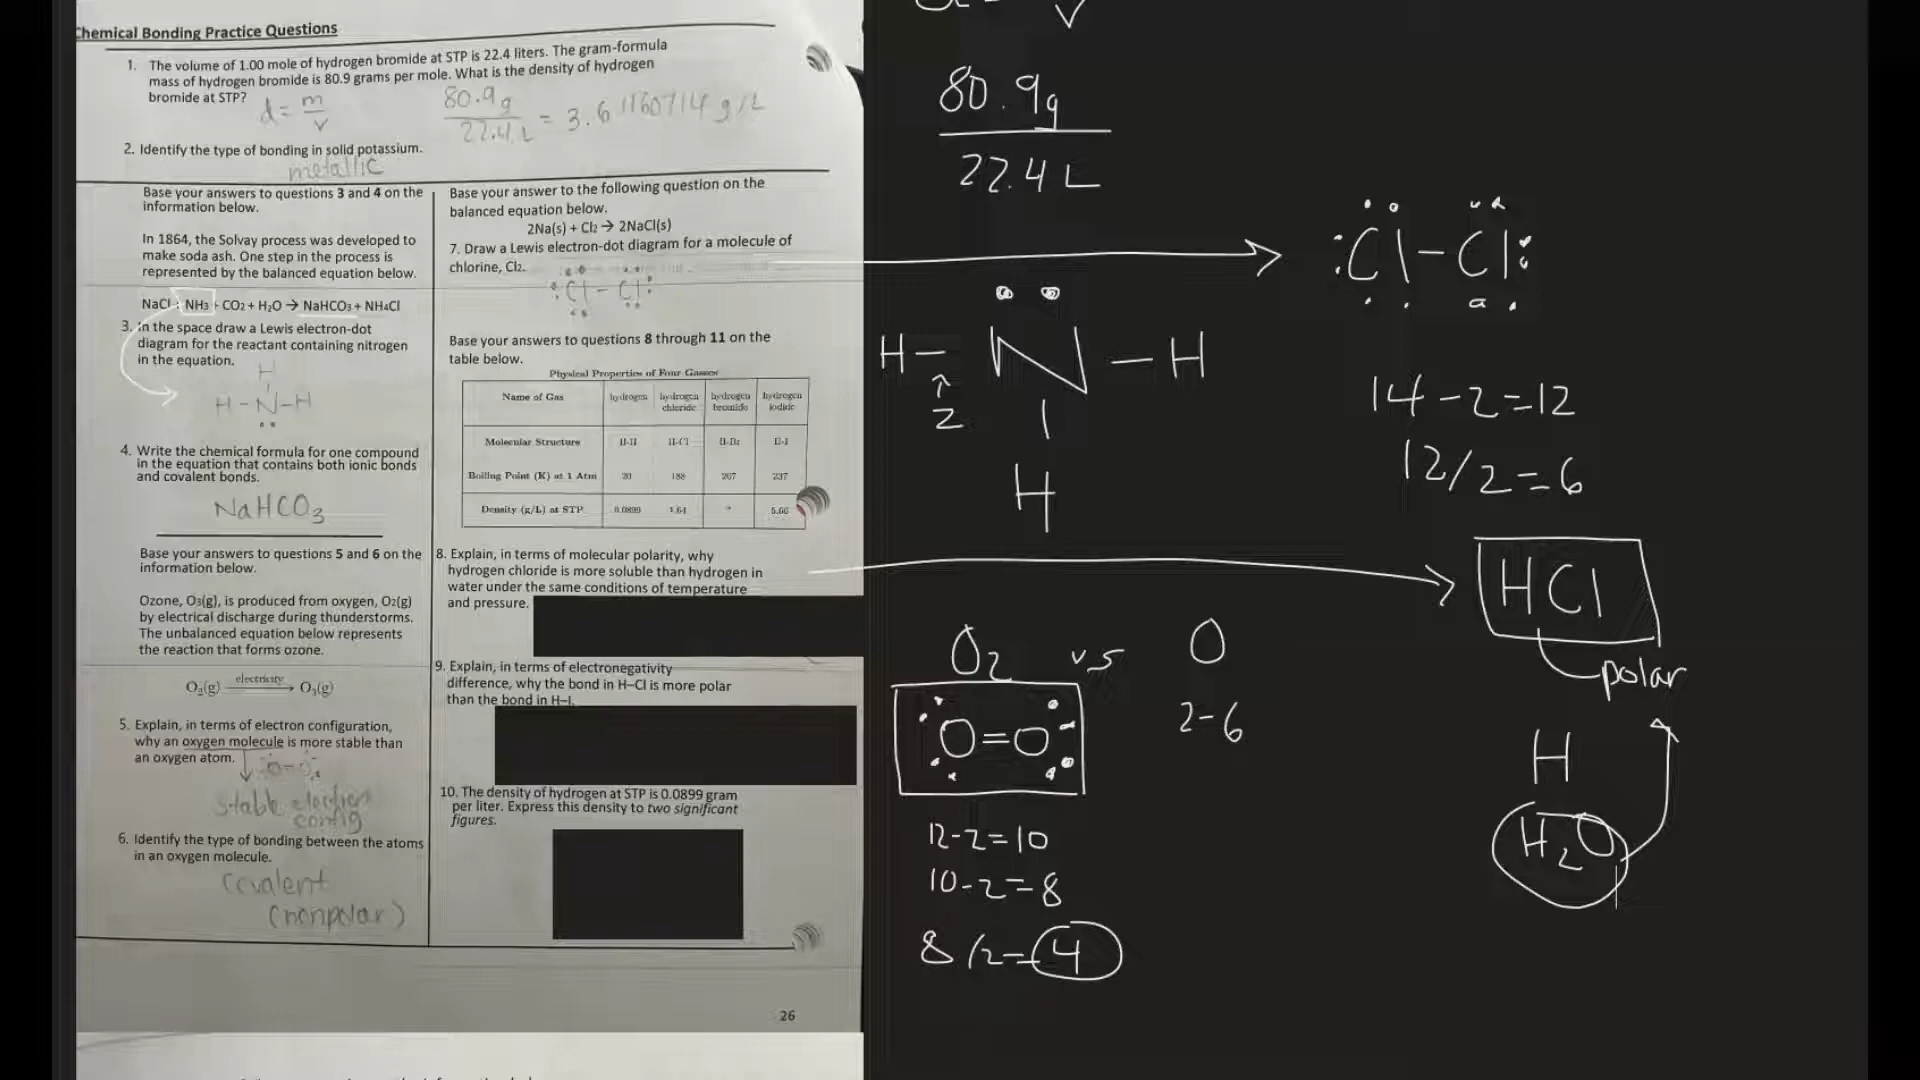 Chemical Bonding Practice Questions
1. The volume of 1.00 mole of hydrogen bromide at STP is 22.4 liters. The gram-formula
mass of hydrogen bromide is 80.9 grams per mole. What is the density of hydrogen
bromide at STP?
d = m
v
80.9g
22.4 L
= 3.611160714 g/L
2. Identify the type of bonding in solid potassium.
metallic
Base your answers to questions 3 and 4 on the
information below.
In 1864, the Solvay process was developed to
make soda ash. One step in the process is
represented by the balanced equation below.
NaCl + NH3 + CO2 + H2O → NaHCO3 + NH4Cl
3. In the space draw a Lewis electron-dot
diagram for the reactant containing nitrogen
in the equation.
H
H - N - H
4. Write the chemical formula for one compound
in the equation that contains both ionic bonds
and covalent bonds.
NaHCO3
Base your answers to questions 5 and 6 on the
information below.
Ozone, O3(g), is produced from oxygen, O2(g)
by electrical discharge during thunderstorms.
The unbalanced equation below represents
the reaction that forms ozone.
electricity
O2(g) → O3(g)
5. Explain, in terms of electron configuration,
why an oxygen molecule is more stable than
an oxygen atom.
stable electron
config
6. Identify the type of bonding between the atoms
in an oxygen molecule.
Covalent
(nonpolar)
Base your answer to the following question on the
balanced equation below.
2Na(s) + Cl2 → 2NaCl(s)
7. Draw a Lewis electron-dot diagram for a molecule of
chlorine, Cl2.
:Cl - Cl:
Base your answers to questions 8 through 11 on the
table below.
Physical Properties of Four Gases
Name of Gas hydrogen hydrogen chloride hydrogen bromide hydrogen iodide
Molecular Structure H-H H-Cl H-Br H-I
Boiling Point (K) at 1 Atm 20 188 207 237
Density (g/L) at STP 0.0899 1.64 ? 5.66
8. Explain, in terms of molecular polarity, why
hydrogen chloride is more soluble than hydrogen in
water under the same conditions of temperature
and pressure.
9. Explain, in terms of electronegativity
difference, why the bond in H–Cl is more polar
than the bond in H–I.
10. The density of hydrogen at STP is 0.0899 gram
per liter. Express this density to two significant
figures.
26
v
80.9g
22.4 L
:Cl-Cl:
H - N - H
2
H
14-2=12
12/2=6
HCl
polar
O2 vs O
O=O
2-6
12-2=10
10-2=8
8/2=4
H
H2O